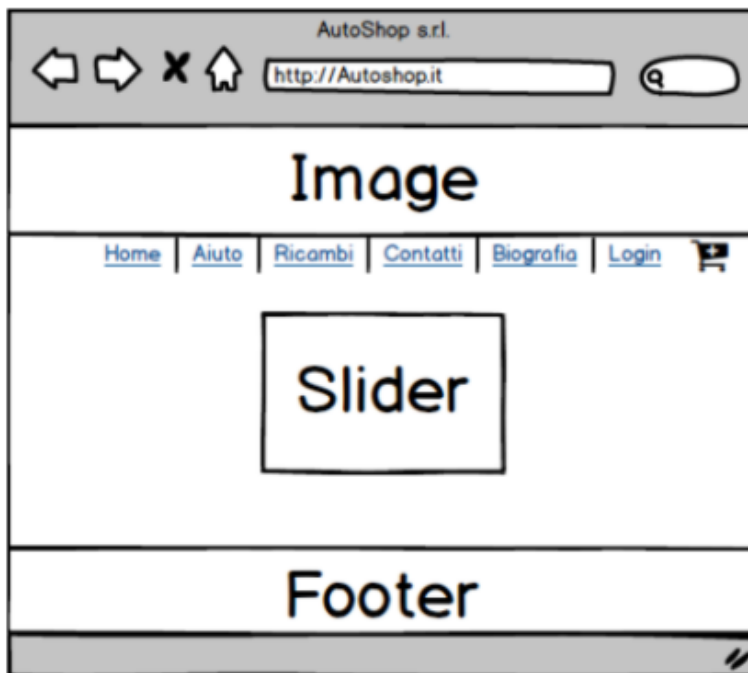 AutoShop s.r.l.
http://Autoshop.it
Image
Home Aiuto Ricambi Contatti Biografia Login
Slider
Footer